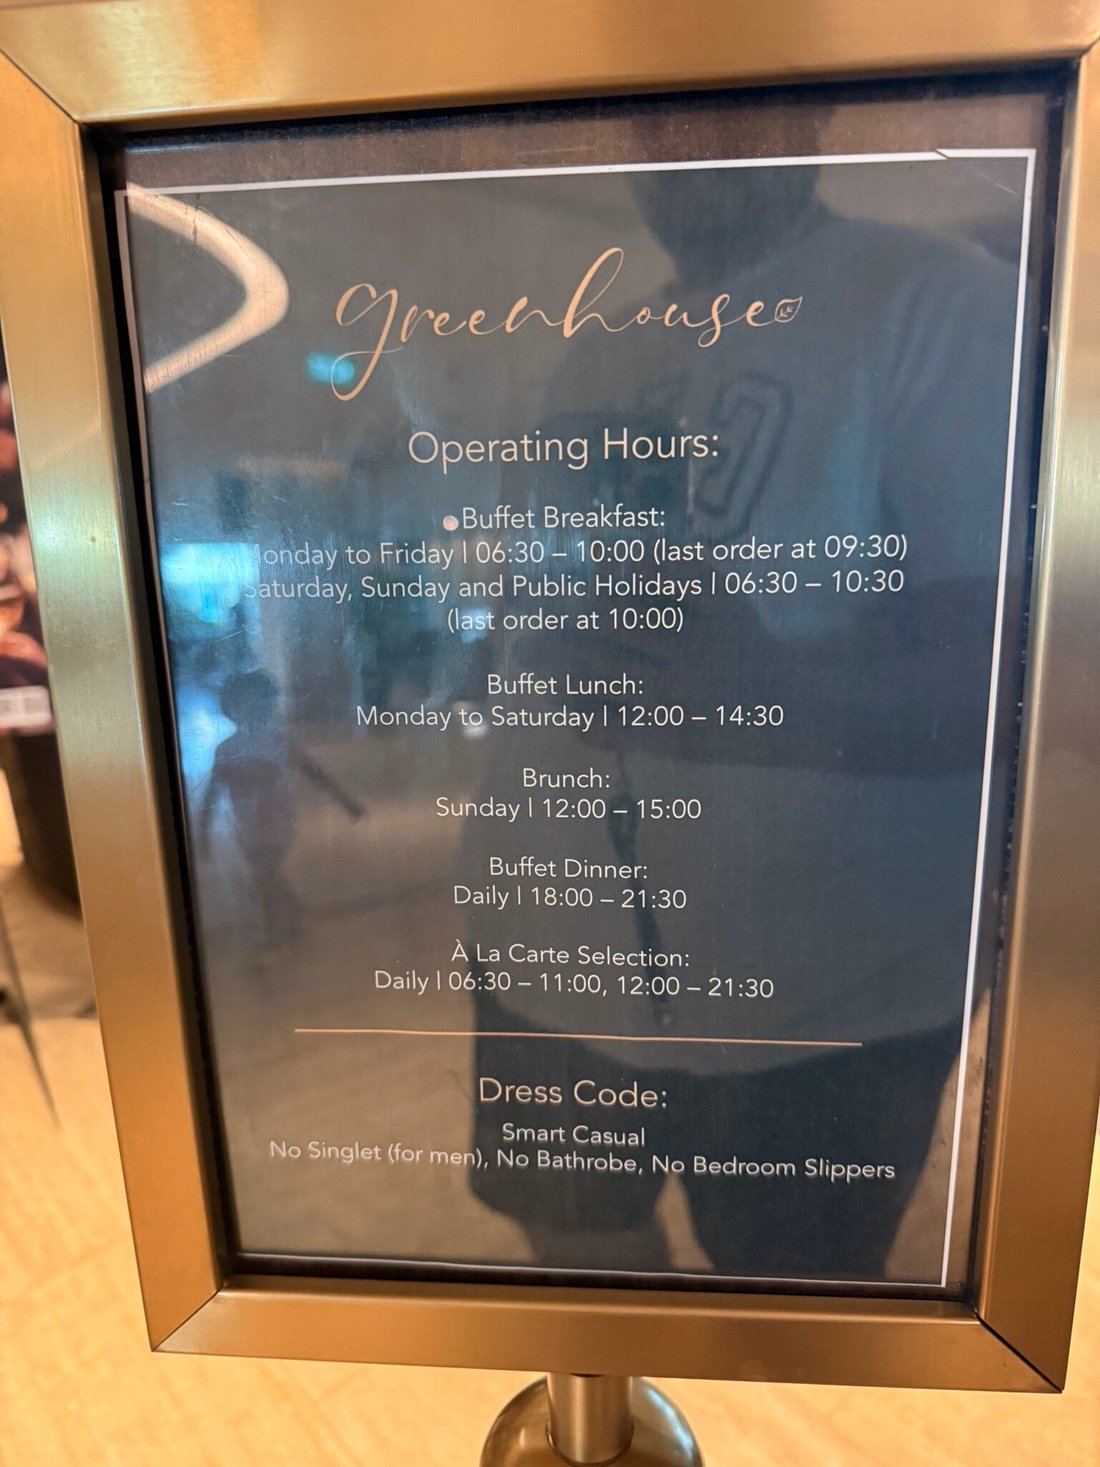 greenhouse
Operating Hours:
Buffet Breakfast:
Monday to Friday | 06:30 – 10:00 (last order at 09:30)
Saturday, Sunday and Public Holidays | 06:30 – 10:30
(last order at 10:00)
Buffet Lunch:
Monday to Saturday | 12:00 – 14:30
Brunch:
Sunday | 12:00 – 15:00
Buffet Dinner:
Daily | 18:00 – 21:30
À La Carte Selection:
Daily | 06:30 – 11:00, 12:00 – 21:30
Dress Code:
Smart Casual
No Singlet (for men), No Bathrobe, No Bedroom Slippers